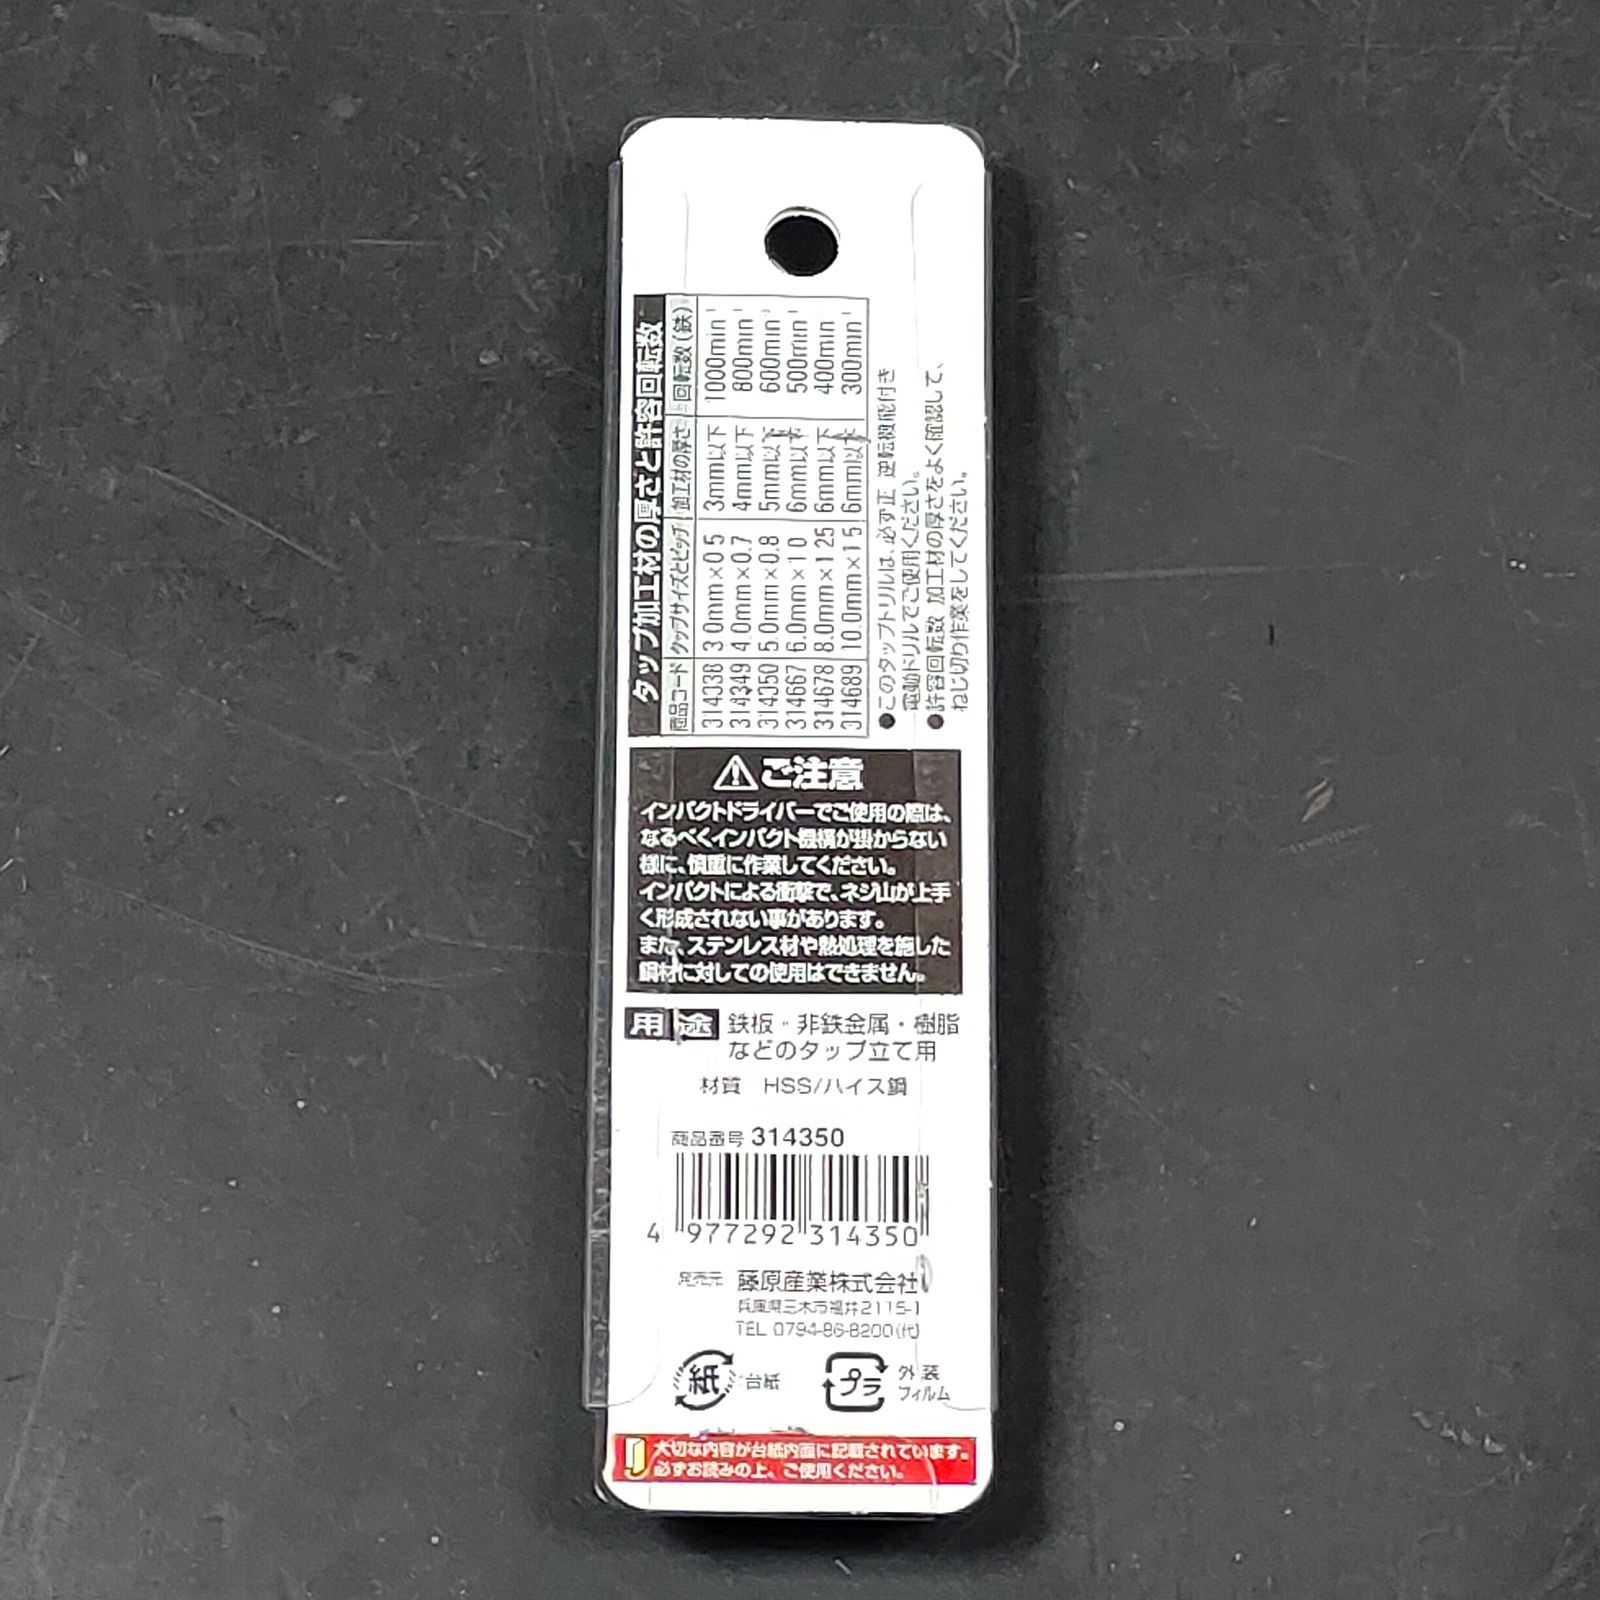 タップ加工材の厚さと許容回転数
商品コード タップサイズとピッチ 加工材の厚さ 回転数(鉄)
314338 3.0mm×0.5 3mm以下 1000min⁻¹
314349 4.0mm×0.7 4mm以下 800min⁻¹
314350 5.0mm×0.8 5mm以下 600min⁻¹
314667 6.0mm×1.0 6mm以下 500min⁻¹
314678 8.0mm×1.25 6mm以下 400min⁻¹
314689 10.0mm×1.5 6mm以下 300min⁻¹
●このタップドリルは、必ず正・逆転機能付き
電動ドリルでご使用ください。
●許容回転数・加工材の厚さをよく確認して、
ねじ切り作業をしてください。
⚠ご注意
インパクトドライバーでご使用の際は、
なるべくインパクト機構が掛からない
様に、慎重に作業してください。
インパクトによる衝撃で、ネジ山が上手
く形成されない事があります。
また、ステンレス材や熱処理を施した
鋼材に対しての使用はできません。
用途 鉄板・非鉄金属・樹脂
などのタップ立て用
材質 HSS/ハイス鋼
商品番号 314350
4 977292 314350
発売元 藤原産業株式会社
兵庫県三木市福井2115-1
TEL 0794-86-8200(代)
紙 :台紙
プラ 外装
フィルム
大切な内容が台紙内面に記載されています。
必ずお読みの上、ご使用ください。